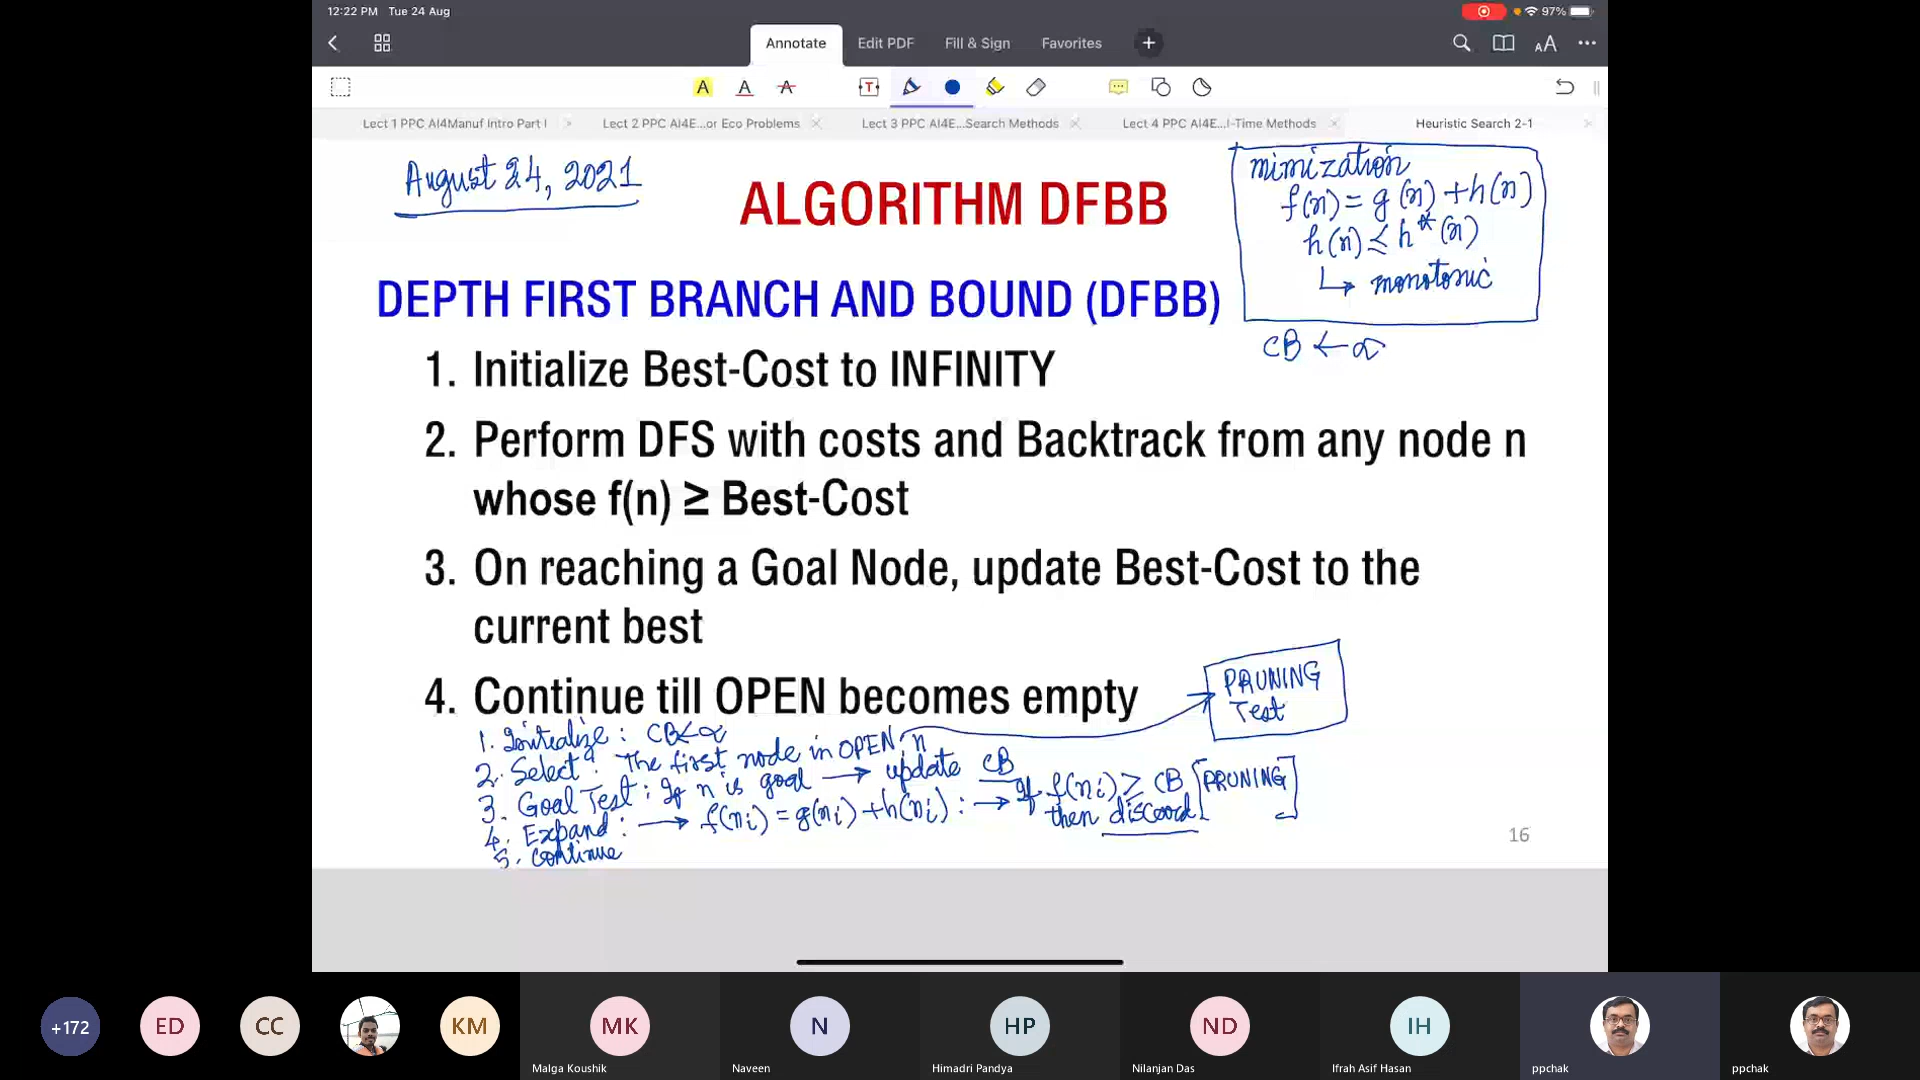 12:22 PM Tue 24 Aug
97%
Annotate Edit PDF Fill & Sign Favorites
Lect 1 PPC AI4Manuf Intro Part I
Lect 2 PPC AI4E...or Eco Problems
Lect 3 PPC AI4E...Search Methods
Lect 4 PPC AI4E...l-Time Methods
Heuristic Search 2-1
August 24, 2021
ALGORITHM DFBB
mimization
f(n) = g(n) + h(n)
h(n) ≤ h*(n)
↳ monotonic
CB ← ∝
DEPTH FIRST BRANCH AND BOUND (DFBB)
1. Initialize Best-Cost to INFINITY
2. Perform DFS with costs and Backtrack from any node n
whose f(n) ≥ Best-Cost
3. On reaching a Goal Node, update Best-Cost to the
current best
4. Continue till OPEN becomes empty
PRUNING
Test
1. Initialize : CB ← ∝
2. Select : The first node in OPEN, n
3. Goal Test : If n is goal → update CB
4. Expand : → f(ni) = g(ni) + h(ni) : → If f(ni) ≥ CB [PRUNING]
then discard
5. Continue
16
+172
ED
CC
KM
MK
N
HP
ND
IH
Malga Koushik
Naveen
Himadri Pandya
Nilanjan Das
Ifrah Asif Hasan
ppchak
ppchak